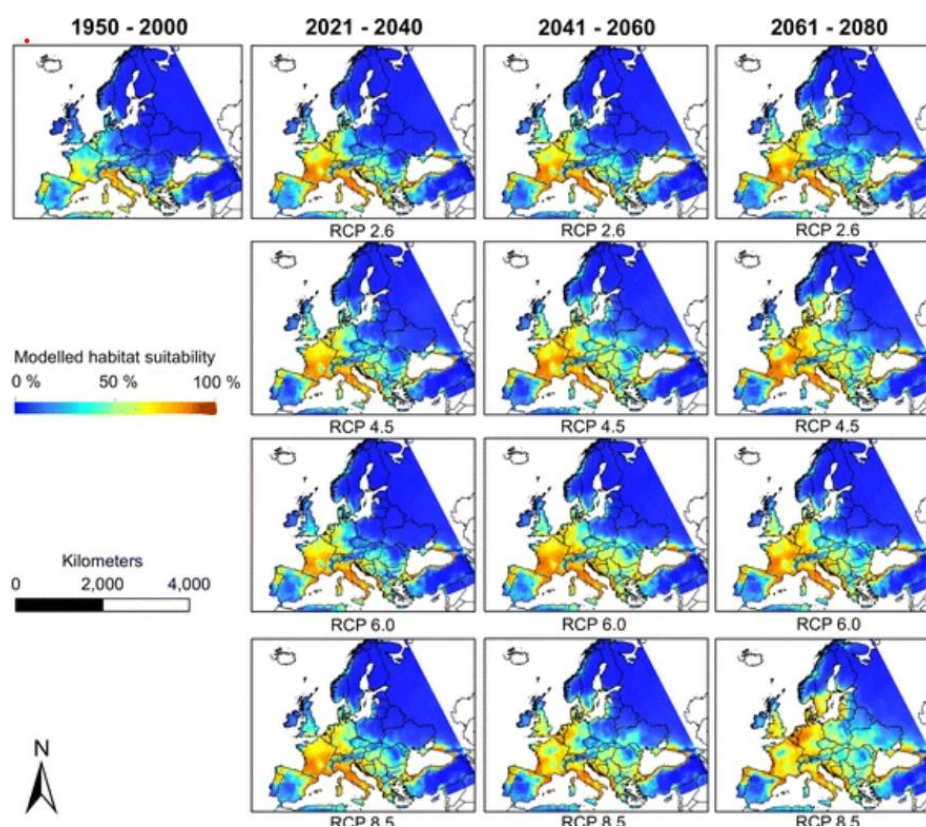 1950 - 2000 2021 - 2040 2041 - 2060 2061 - 2080
RCP 2.6 RCP 2.6 RCP 2.6
Modelled habitat suitability
0 % 50 % 100 %
RCP 4.5 RCP 4.5 RCP 4.5
Kilometers
0 2,000 4,000
RCP 6.0 RCP 6.0 RCP 6.0
N
RCP 8.5 RCP 8.5 RCP 8.5